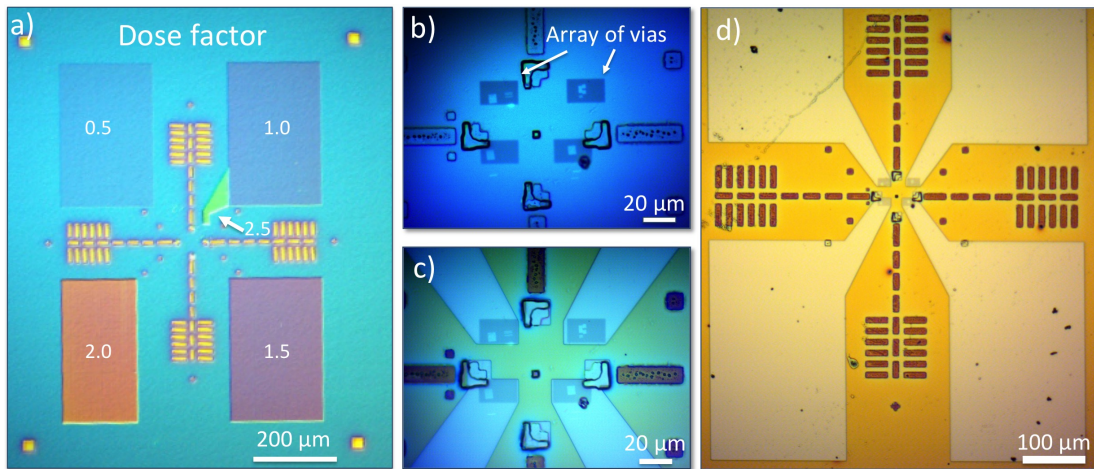 a)
Dose factor
0.5
1.0
2.5
2.0
1.5
200 μm
b)
Array of vias
20 μm
c)
20 μm
d)
100 μm